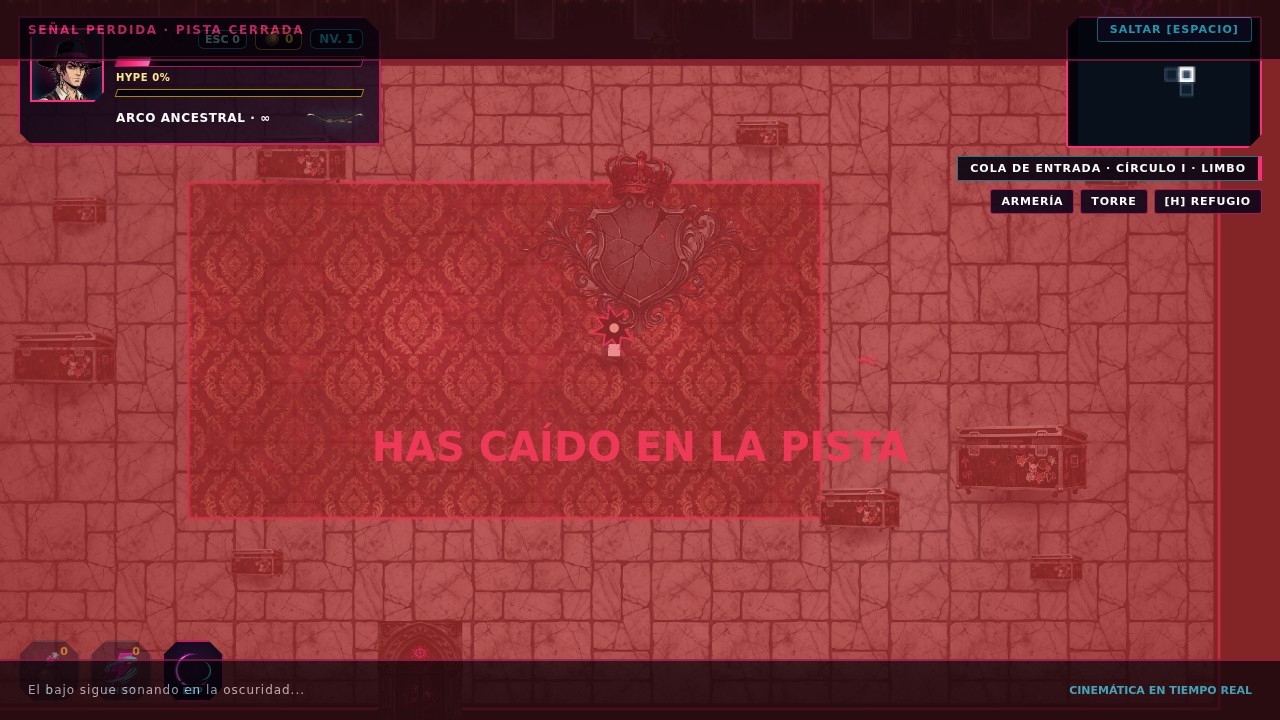 SEÑAL PERDIDA · PISTA CERRADA
ESC 0
0
NV. 1
HYPE 0%
ARCO ANCESTRAL · ∞
SALTAR [ESPACIO]
COLA DE ENTRADA · CÍRCULO I · LIMBO
ARMERÍA
TORRE
[H] REFUGIO
HAS CAÍDO EN LA PISTA
0
0
El bajo sigue sonando en la oscuridad...
CINEMÁTICA EN TIEMPO REAL